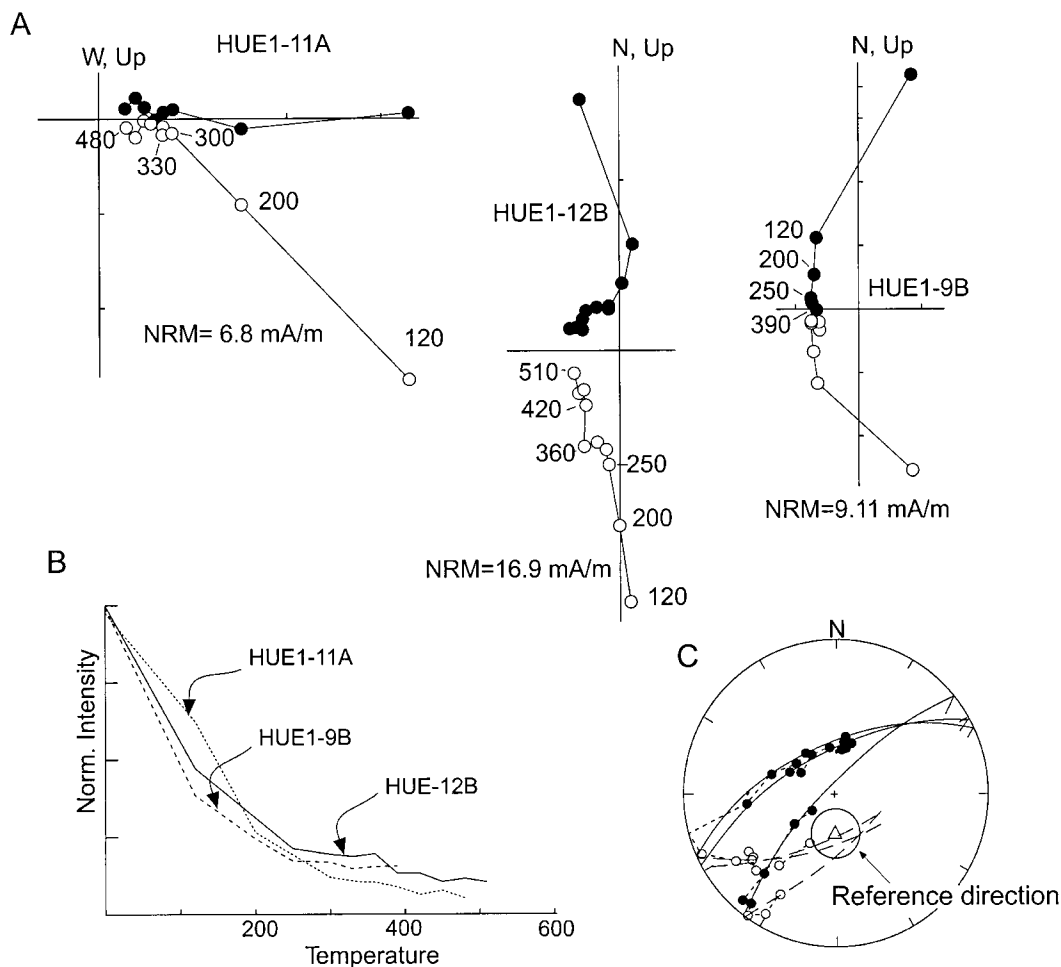 A
W, Up
HUE1-11A
480
330
300
200
120
NRM= 6.8 mA/m
N, Up
HUE1-12B
510
420
360
250
200
120
NRM=16.9 mA/m
N, Up
120
200
250
390
HUE1-9B
NRM=9.11 mA/m
B
Norm. Intensity
HUE1-11A
HUE1-9B
HUE-12B
200
400
600
Temperature
C
N
Reference direction